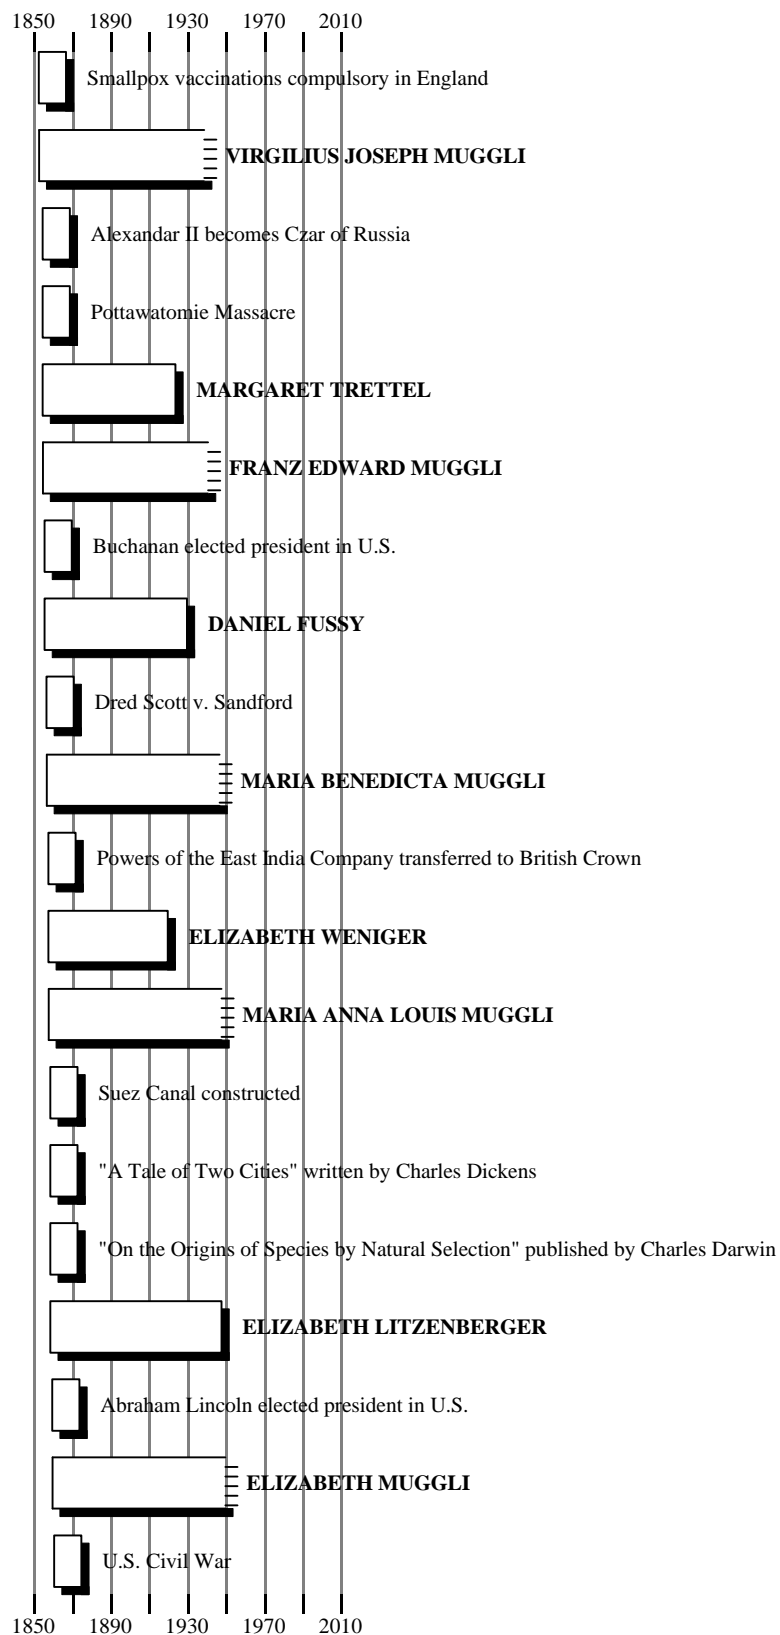 1850 1890 1930 1970 2010
Smallpox vaccinations compulsory in England
VIRGILIUS JOSEPH MUGGLI
Alexandar II becomes Czar of Russia
Pottawatomie Massacre
MARGARET TRETTEL
FRANZ EDWARD MUGGLI
Buchanan elected president in U.S.
DANIEL FUSSY
Dred Scott v. Sandford
MARIA BENEDICTA MUGGLI
Powers of the East India Company transferred to British Crown
ELIZABETH WENIGER
MARIA ANNA LOUIS MUGGLI
Suez Canal constructed
"A Tale of Two Cities" written by Charles Dickens
"On the Origins of Species by Natural Selection" published by Charles Darwin
ELIZABETH LITZENBERGER
Abraham Lincoln elected president in U.S.
ELIZABETH MUGGLI
U.S. Civil War
1850 1890 1930 1970 2010